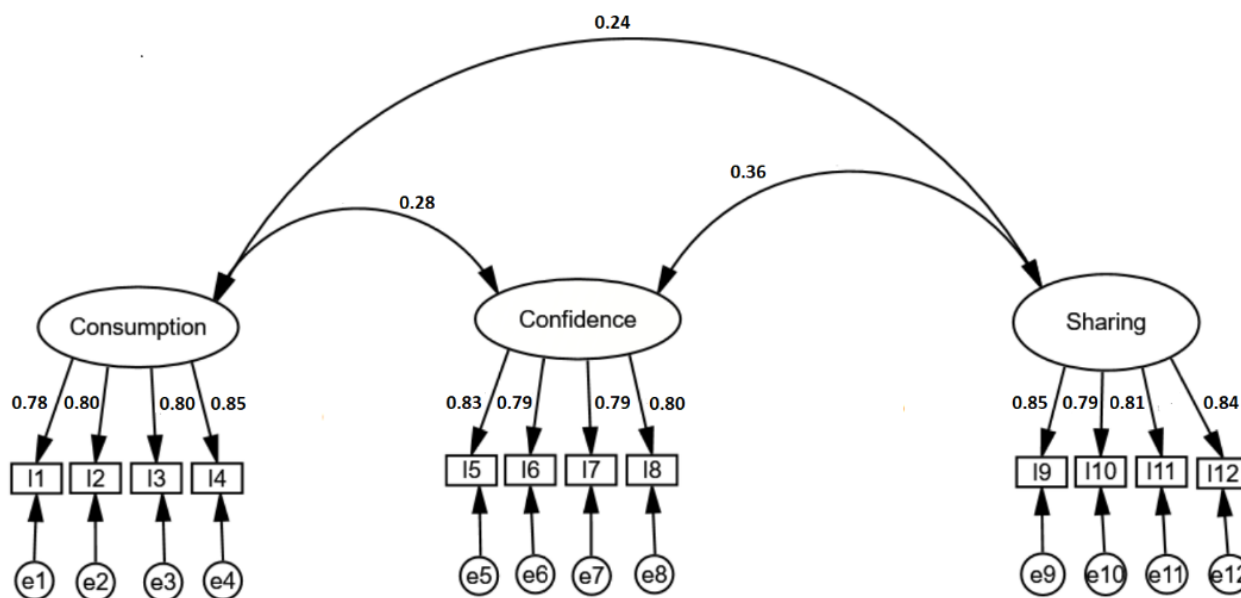 0.24
0.36
0.28
Consumption
Confidence
Sharing
0.78 0.80 0.80 0.85
0.83 0.79 0.79 0.80
0.85 0.79 0.81 0.84
I1 I2 I3 I4
I5 I6 I7 I8
I9 I10 I11 I12
e1 e2 e3 e4
e5 e6 e7 e8
e9 e10 e11 e12